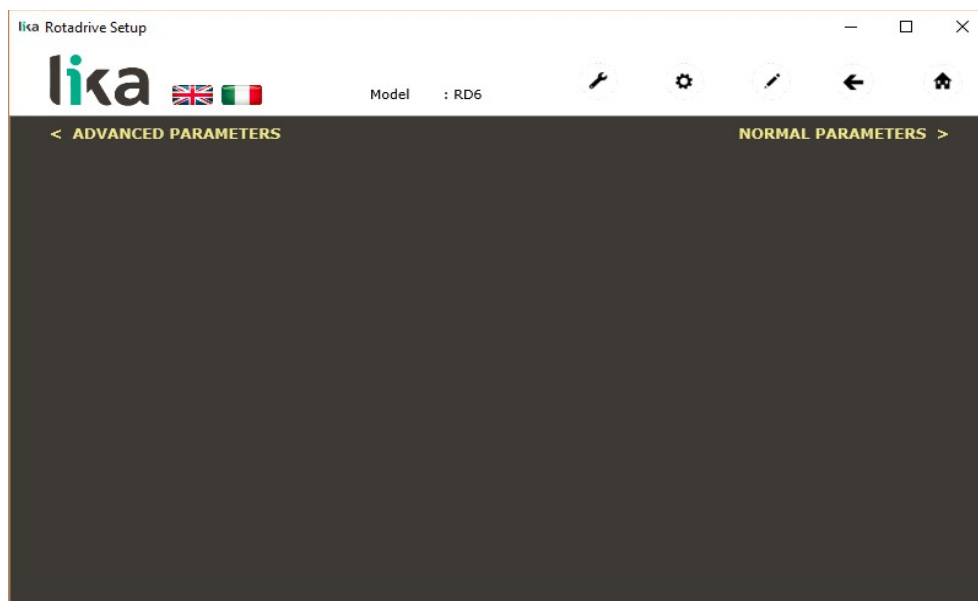 lika Rotadrive Setup
lika
Model : RD6
< ADVANCED PARAMETERS
NORMAL PARAMETERS >